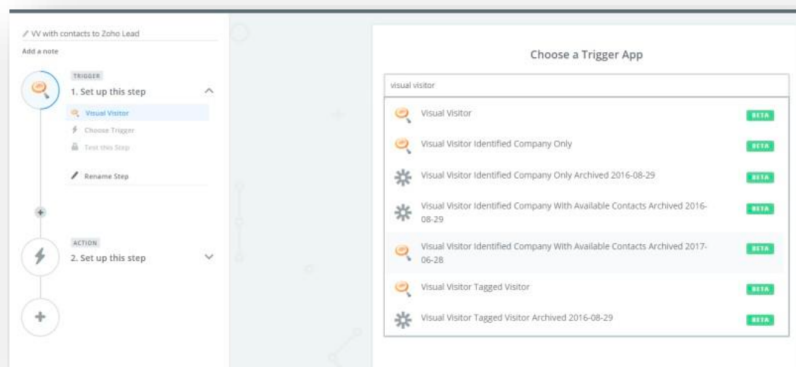 VV with contacts to Zoho Lead
Add a note
TRIGGER
1. Set up this step
Visual Visitor
Choose Trigger
Test this Step
Rename Step
ACTION
2. Set up this step
Choose a Trigger App
visual visitor
Visual Visitor BETA
Visual Visitor Identified Company Only BETA
Visual Visitor Identified Company Only Archived 2016-08-29 BETA
Visual Visitor Identified Company With Available Contacts Archived 2016-
08-29 BETA
Visual Visitor Identified Company With Available Contacts Archived 2017-
06-28 BETA
Visual Visitor Tagged Visitor BETA
Visual Visitor Tagged Visitor Archived 2016-08-29 BETA